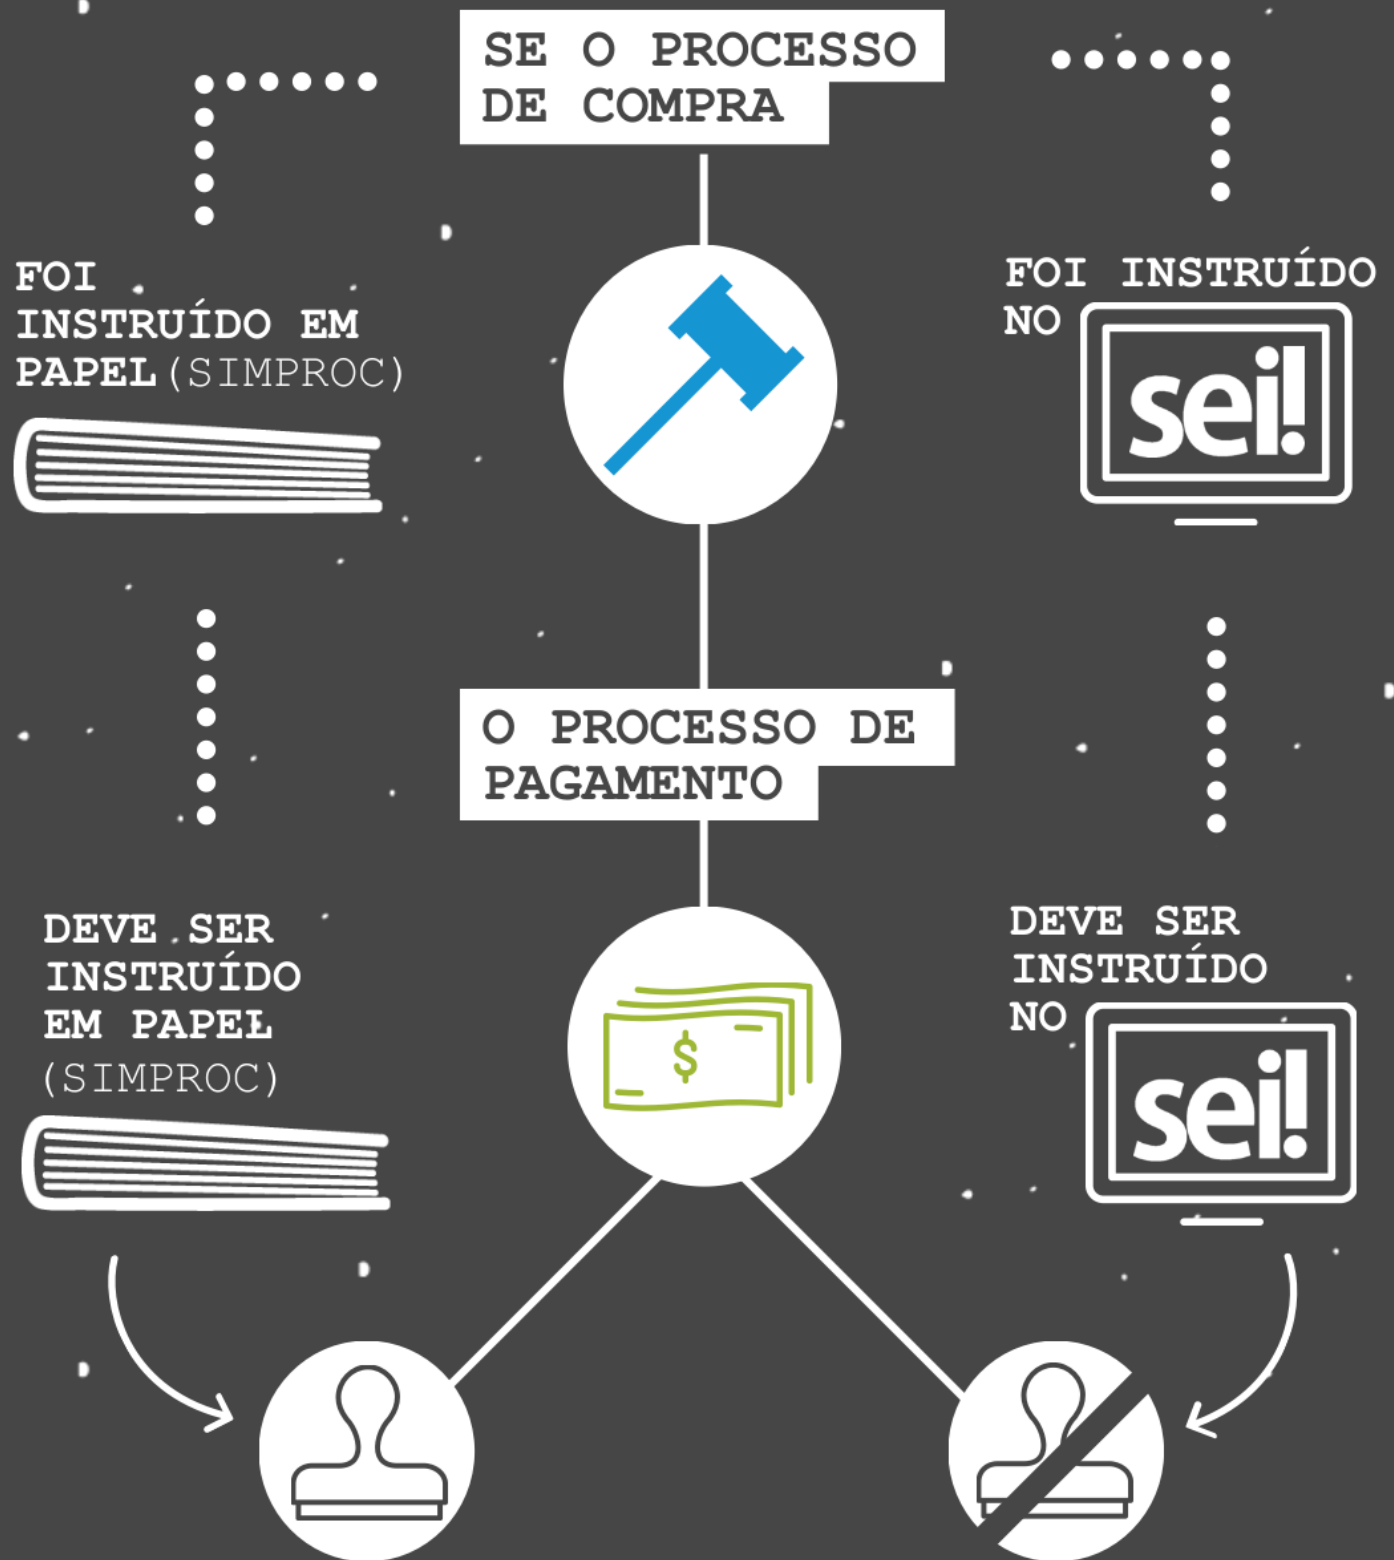 SE O PROCESSO
DE COMPRA
FOI
INSTRUÍDO EM
PAPEL (SIMPROC)
FOI INSTRUÍDO
NO
sei!
O PROCESSO DE
PAGAMENTO
DEVE SER
INSTRUÍDO
EM PAPEL
(SIMPROC)
$
DEVE SER
INSTRUÍDO
NO
sei!